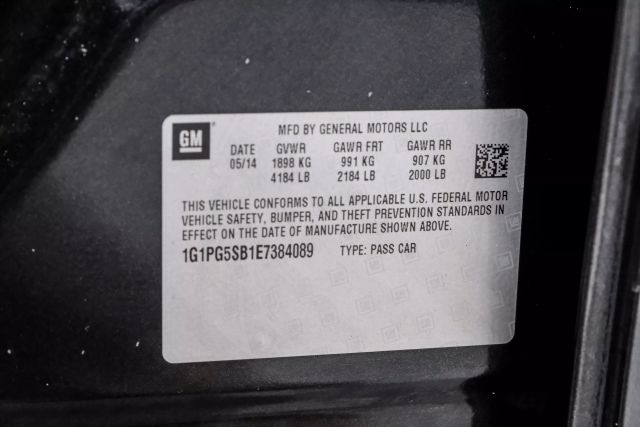 GM
MFD BY GENERAL MOTORS LLC
DATE GVWR GAWR FRT GAWR RR
05/14 1898 KG 991 KG 907 KG
4184 LB 2184 LB 2000 LB
THIS VEHICLE CONFORMS TO ALL APPLICABLE U.S. FEDERAL MOTOR
VEHICLE SAFETY, BUMPER, AND THEFT PREVENTION STANDARDS IN
EFFECT ON THE DATE OF MANUFACTURE SHOWN ABOVE.
1G1PG5SB1E7384089 TYPE: PASS CAR